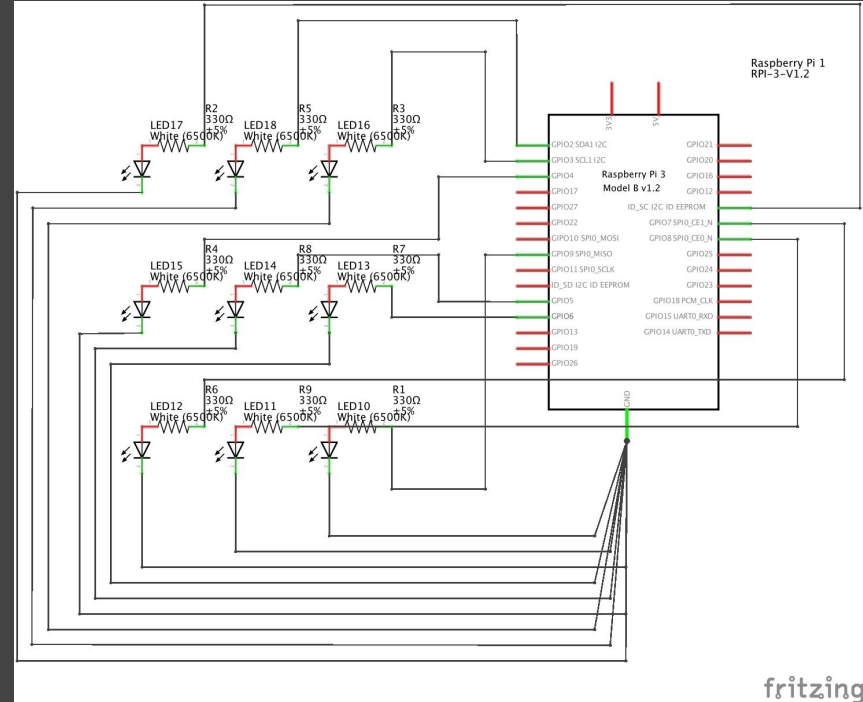 Raspberry Pi 1
RPI-3-V1.2
R2
330Ω
±5%
LED17
White (6500K)
R5
330Ω
±5%
LED18
White (6500K)
R3
330Ω
±5%
LED16
White (6500K)
3V3
5V
GPIO2 SDA1 I2C
GPIO3 SCL1 I2C
GPIO4
GPIO17
GPIO27
GPIO22
GPIO10 SPI0_MOSI
GPIO9 SPI0_MISO
GPIO11 SPI0_SCLK
ID_SD I2C ID EEPROM
GPIO5
GPIO6
GPIO13
GPIO19
GPIO26
Raspberry Pi 3
Model B v1.2
GPIO21
GPIO20
GPIO16
GPIO12
ID_SC I2C ID EEPROM
GPIO7 SPI0_CE1_N
GPIO8 SPI0_CE0_N
GPIO25
GPIO24
GPIO23
GPIO18 PCM_CLK
GPIO15 UART0_RXD
GPIO14 UART0_TXD
GND
R4
330Ω
±5%
LED15
White (6500K)
R8
330Ω
±5%
LED14
White (6500K)
R7
330Ω
±5%
LED13
White (6500K)
R6
330Ω
±5%
LED12
White (6500K)
R9
330Ω
±5%
LED11
White (6500K)
R1
330Ω
±5%
LED10
White (6500K)
fritzing